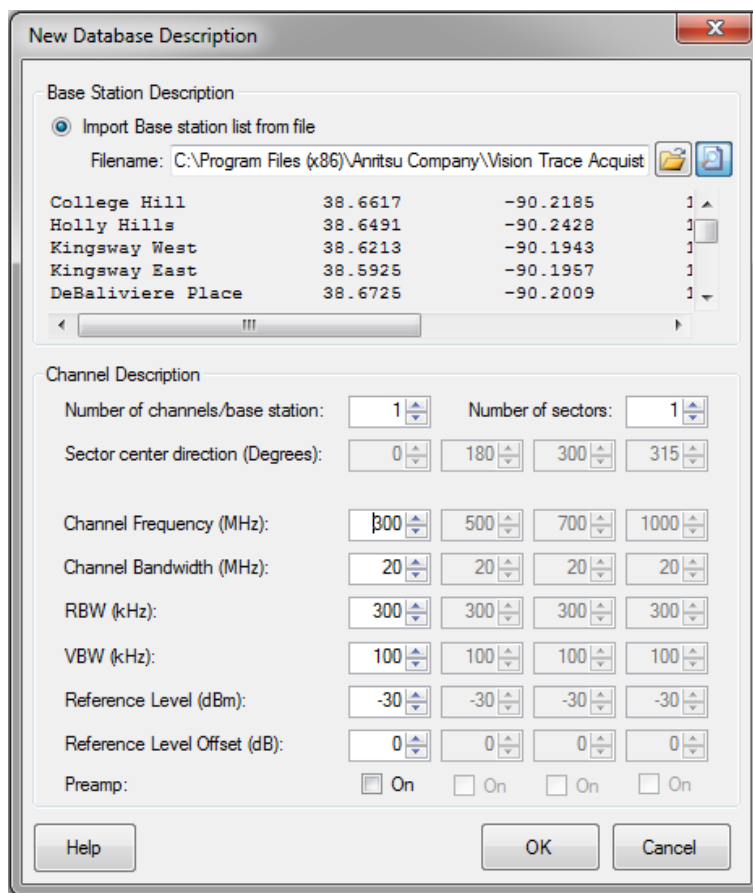 New Database Description
Base Station Description
Import Base station list from file
Filename: C:\Program Files (x86)\Anritsu Company\Vision Trace Acquist
College Hill 38.6617 -90.2185 1
Holly Hills 38.6491 -90.2428 1
Kingsway West 38.6213 -90.1943 1
Kingsway East 38.5925 -90.1957 1
DeBaliviere Place 38.6725 -90.2009 1
Channel Description
Number of channels/base station: 1 Number of sectors: 1
Sector center direction (Degrees): 0 180 300 315
Channel Frequency (MHz): 300 500 700 1000
Channel Bandwidth (MHz): 20 20 20 20
RBW (kHz): 300 300 300 300
VBW (kHz): 100 100 100 100
Reference Level (dBm): -30 -30 -30 -30
Reference Level Offset (dB): 0 0 0 0
Preamp: On On On On
Help OK Cancel